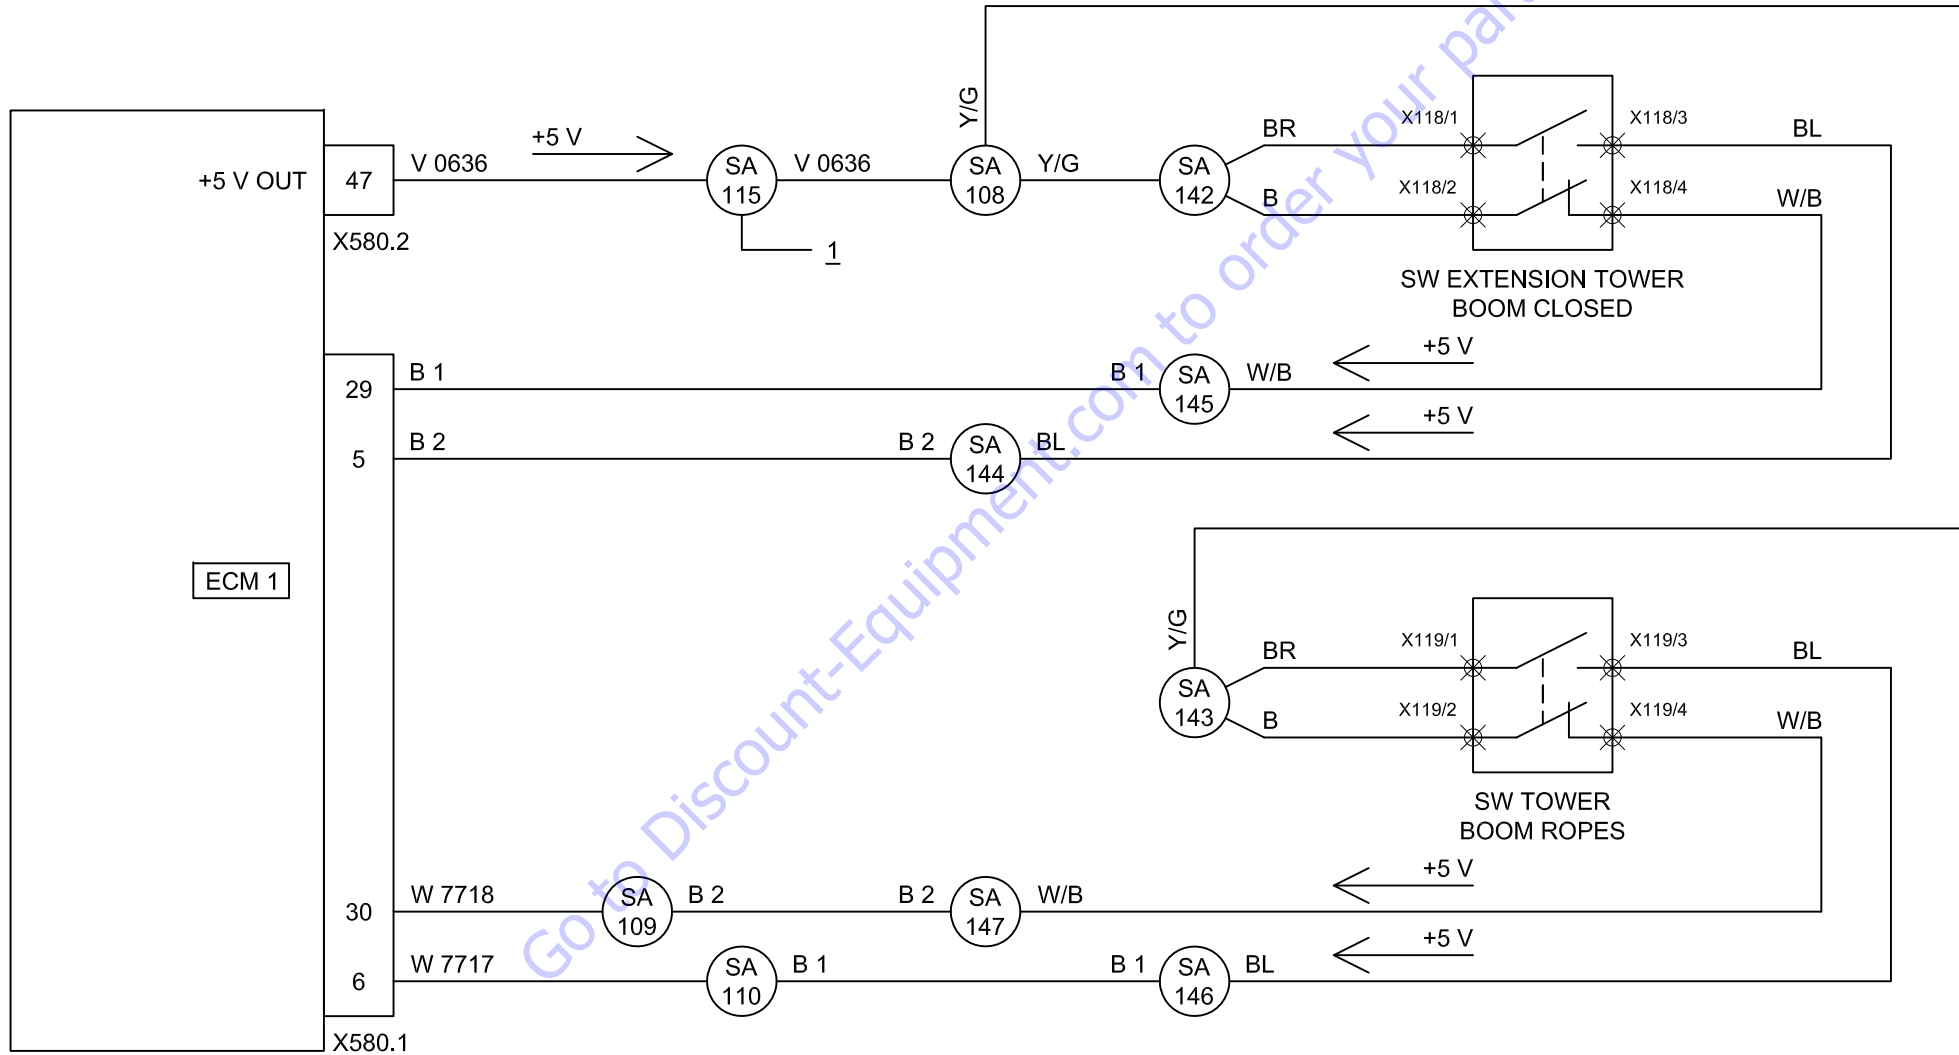 Y/G
+5 V OUT
47
V 0636
+5 V
SA
115
V 0636
SA
108
Y/G
SA
142
BR
B
X118/1
X118/2
X118/3
X118/4
BL
W/B
X580.2
1
SW EXTENSION TOWER
BOOM CLOSED
+5 V
29
B 1
B 1
SA
145
W/B
+5 V
5
B 2
B 2
SA
144
BL
ECM 1
Y/G
SA
143
BR
B
X119/1
X119/2
X119/3
X119/4
BL
W/B
SW TOWER
BOOM ROPES
+5 V
30
W 7718
SA
109
B 2
B 2
SA
147
W/B
+5 V
6
W 7717
SA
110
B 1
B 1
SA
146
BL
X580.1
Go to Discount-Equipment.com to order your